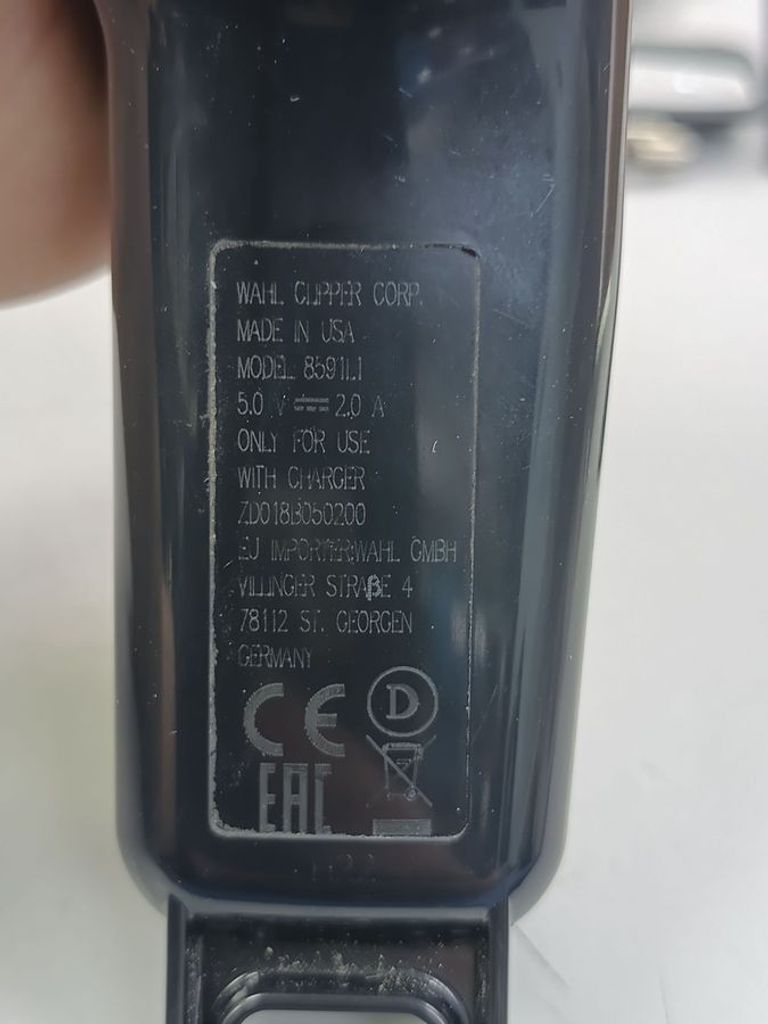 WAHL CLIPPER CORP.
MADE IN USA
MODEL 8591L1
5.0 V ⎓ 2.0 A
ONLY FOR USE
WITH CHARGER
ZD018B050200
EU IMPORTER:WAHL GMBH
VILLINGER STRAßE 4
78112 ST. GEORGEN
GERMANY
CE D
EAC